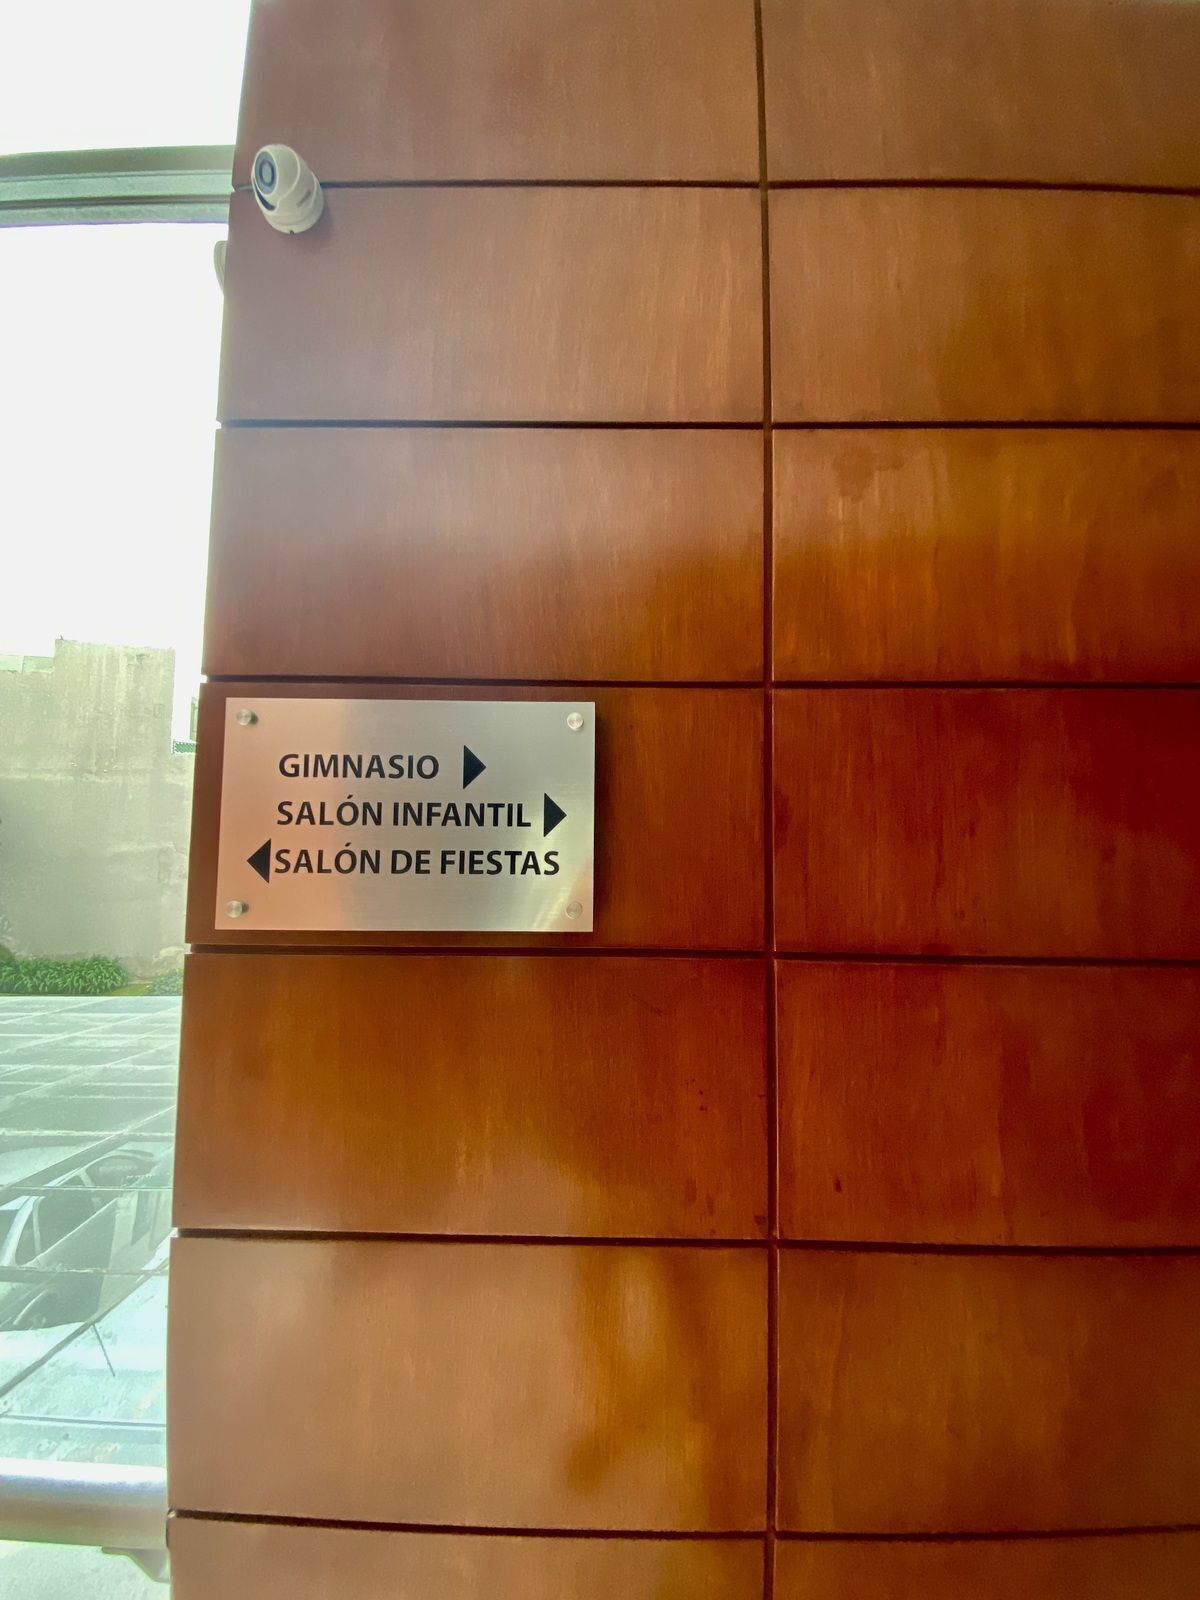 GIMNASIO
SALÓN INFANTIL
SALÓN DE FIESTAS